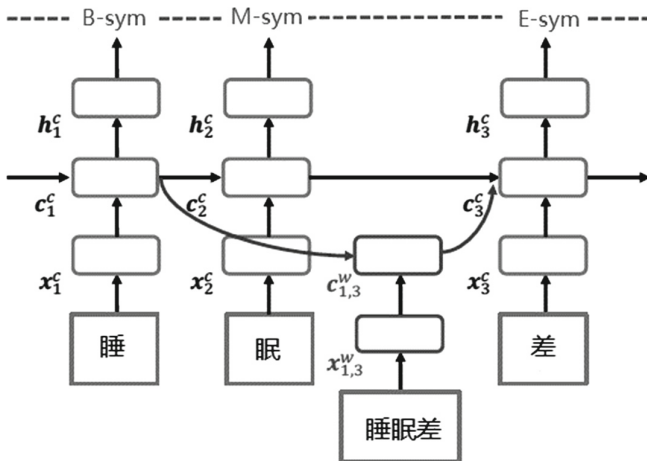 B-sym M-sym E-sym
h₁ᶜ h₂ᶜ h₃ᶜ
c₁ᶜ c₂ᶜ c₃ᶜ
c₁,₃ʷ
x₁ᶜ x₂ᶜ x₃ᶜ
睡 眠 差
x₁,₃ʷ
睡眠差